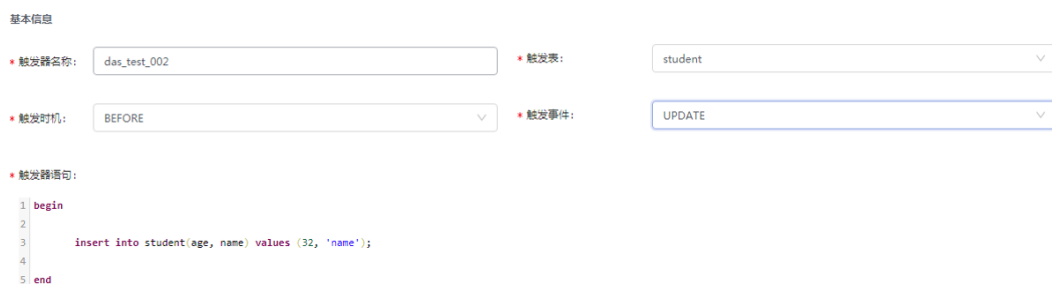 基本信息
* 触发器名称: das_test_002 * 触发表: student
* 触发时机: BEFORE * 触发事件: UPDATE
* 触发器语句:
1 begin
2
3 insert into student(age, name) values (32, 'name');
4
5 end